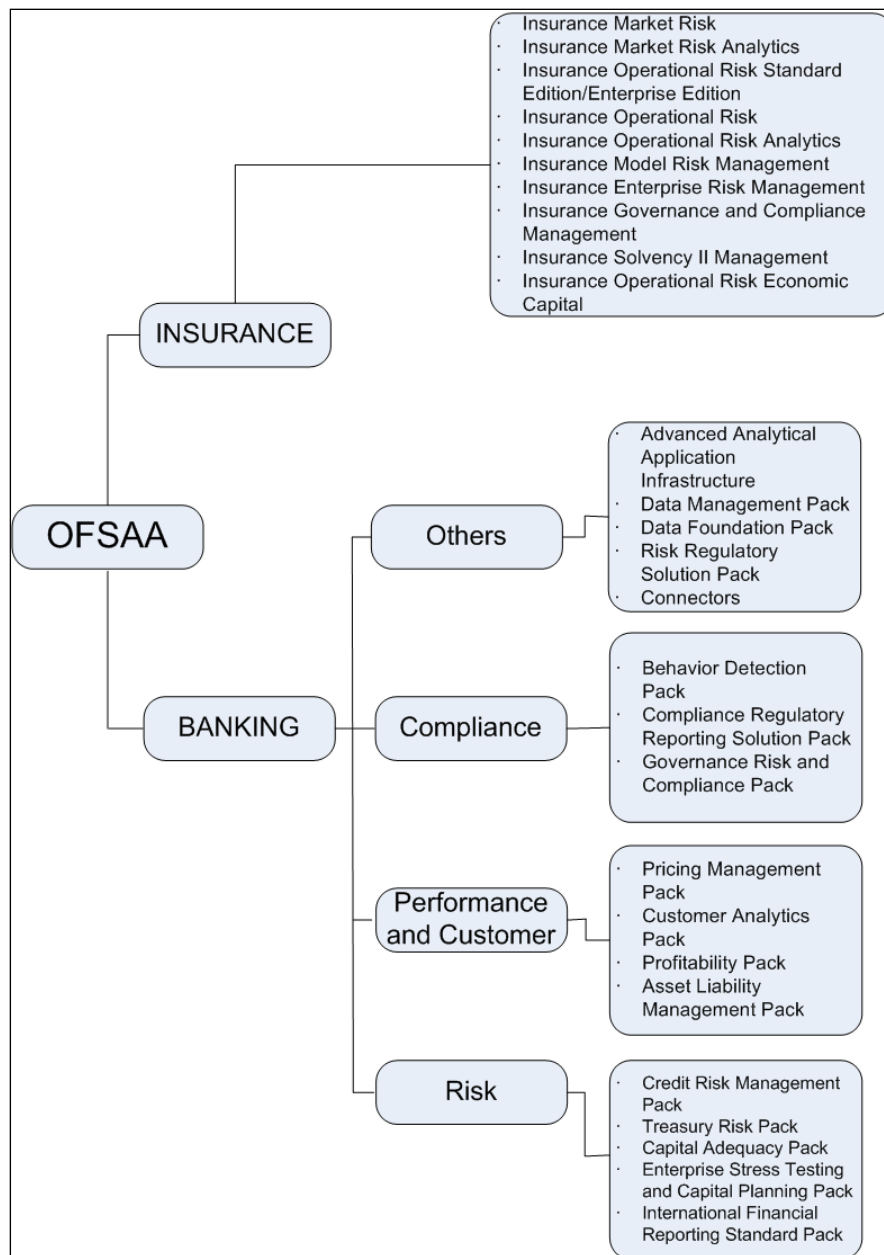 · Insurance Market Risk
· Insurance Market Risk Analytics
· Insurance Operational Risk Standard
Edition/Enterprise Edition
· Insurance Operational Risk
· Insurance Operational Risk Analytics
· Insurance Model Risk Management
· Insurance Enterprise Risk Management
· Insurance Governance and Compliance
Management
· Insurance Solvency II Management
· Insurance Operational Risk Economic
Capital
INSURANCE
OFSAA
BANKING
Others
· Advanced Analytical
Application
Infrastructure
· Data Management Pack
· Data Foundation Pack
· Risk Regulatory
Solution Pack
· Connectors
Compliance
· Behavior Detection
Pack
· Compliance Regulatory
Reporting Solution Pack
· Governance Risk and
Compliance Pack
Performance
and Customer
· Pricing Management
Pack
· Customer Analytics
Pack
· Profitability Pack
· Asset Liability
Management Pack
Risk
· Credit Risk Management
Pack
· Treasury Risk Pack
· Capital Adequacy Pack
· Enterprise Stress Testing
and Capital Planning Pack
· International Financial
Reporting Standard Pack